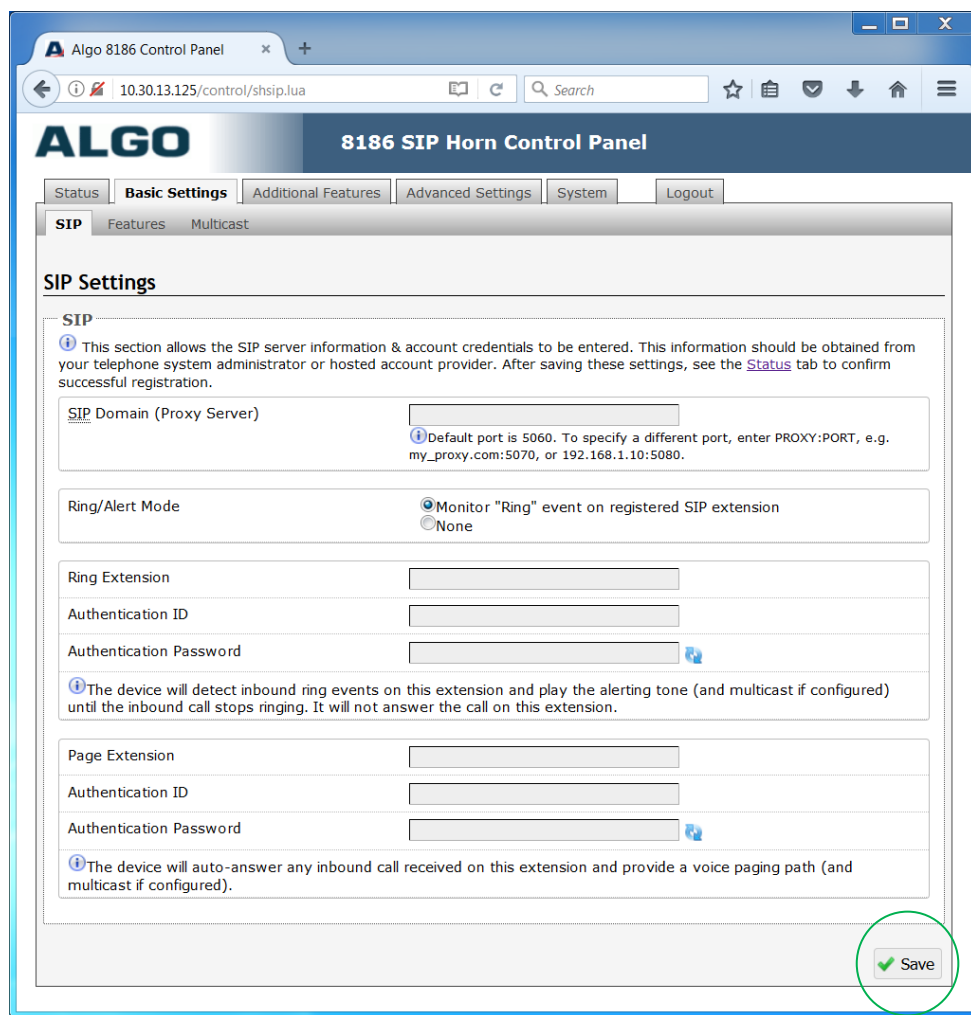 Algo 8186 Control Panel
10.30.13.125/control/shsip.lua
Search
ALGO
8186 SIP Horn Control Panel
Status Basic Settings Additional Features Advanced Settings System Logout
SIP Features Multicast
SIP Settings
SIP
This section allows the SIP server information & account credentials to be entered. This information should be obtained from
your telephone system administrator or hosted account provider. After saving these settings, see the Status tab to confirm
successful registration.
SIP Domain (Proxy Server)
Default port is 5060. To specify a different port, enter PROXY:PORT, e.g.
my_proxy.com:5070, or 192.168.1.10:5080.
Ring/Alert Mode
Monitor "Ring" event on registered SIP extension
None
Ring Extension
Authentication ID
Authentication Password
The device will detect inbound ring events on this extension and play the alerting tone (and multicast if configured)
until the inbound call stops ringing. It will not answer the call on this extension.
Page Extension
Authentication ID
Authentication Password
The device will auto-answer any inbound call received on this extension and provide a voice paging path (and
multicast if configured).
Save